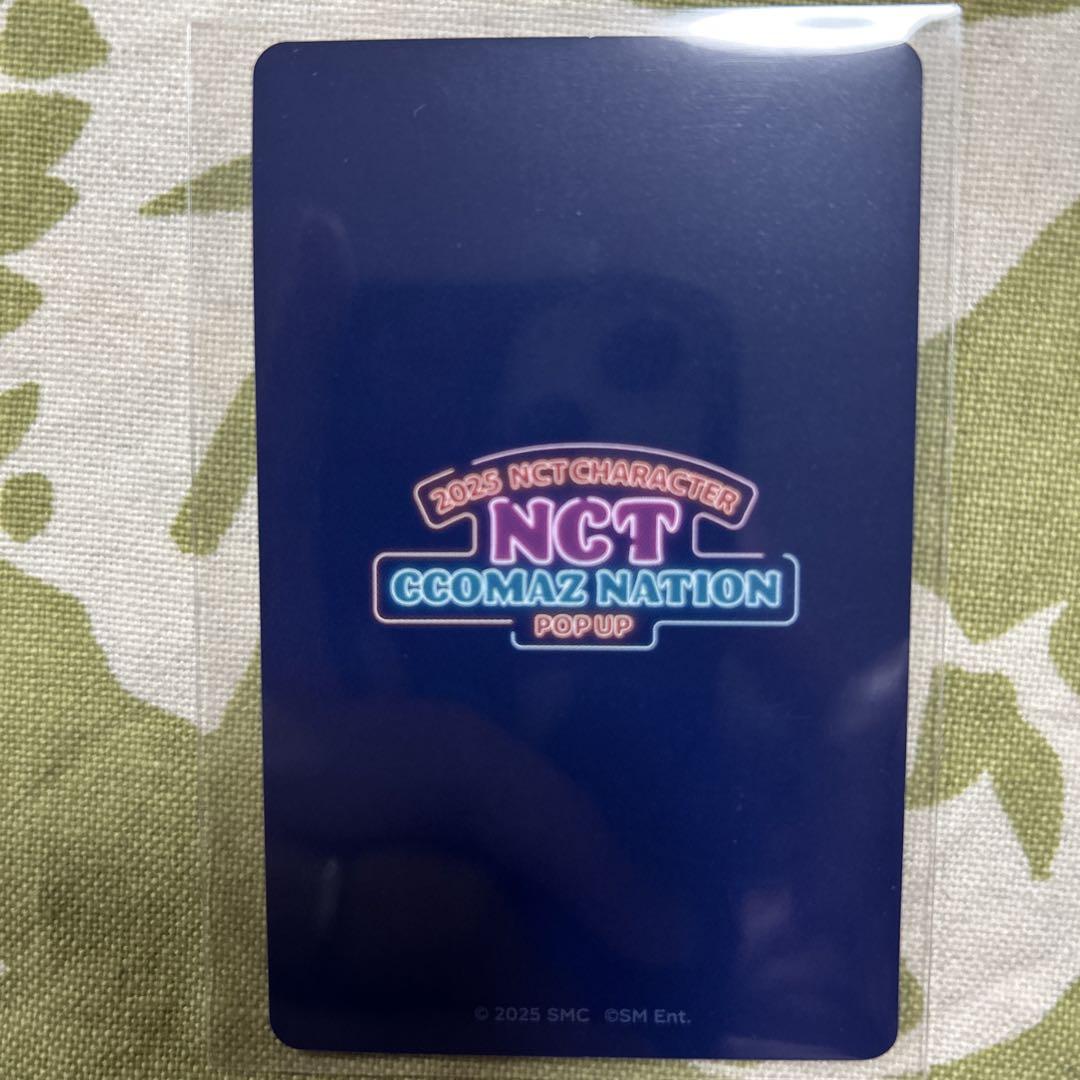 2025 NCT CHARACTER
NCT
CCOMAZ NATION
POP UP
© 2025 SMC ©SM Ent.